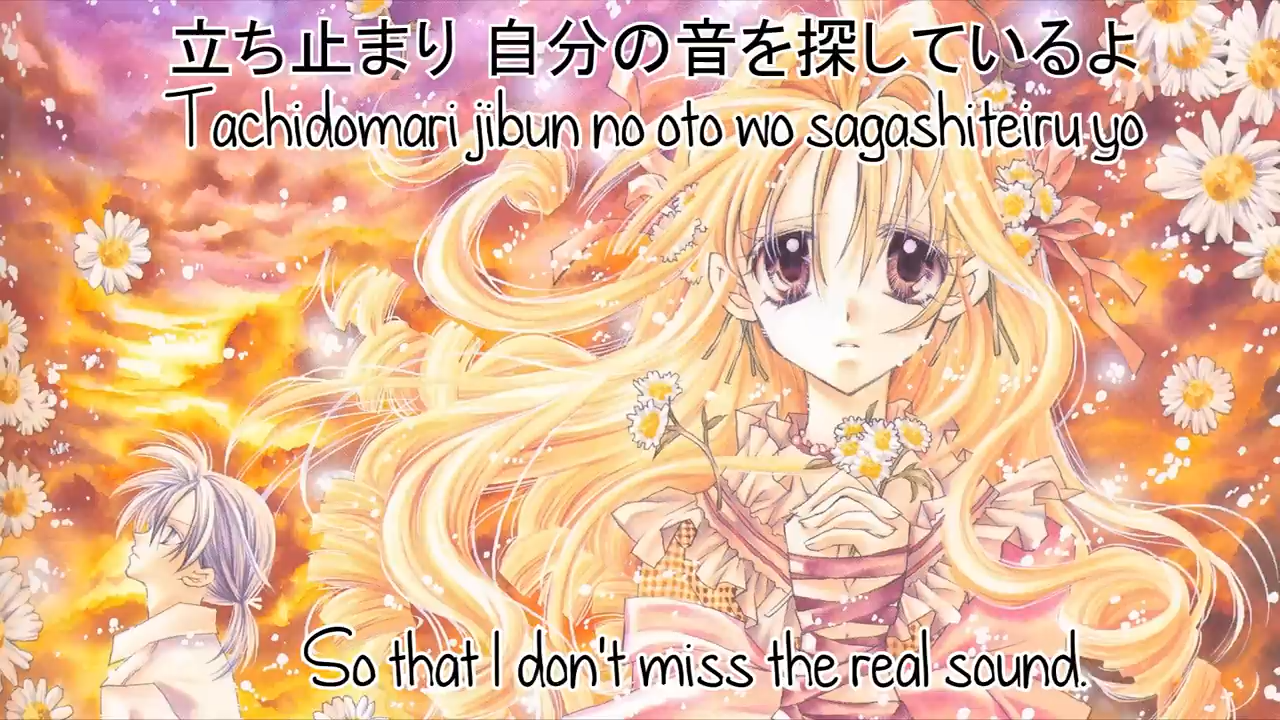 立ち止まり 自分の音を探しているよ
Tachidomari jibun no oto wo sagashiteiru yo
So that I don't miss the real sound.